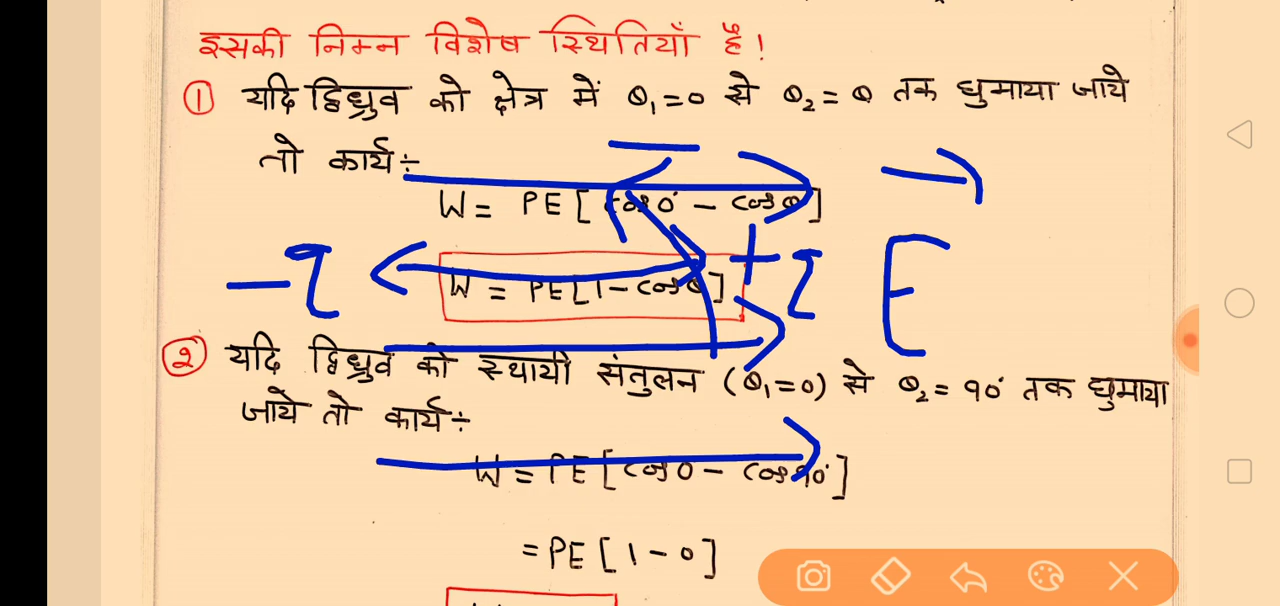 इसकी निम्न विशेष स्थितियाँ है!
① यदि द्विध्रुव को क्षेत्र में θ₁=0 से θ₂ = θ तक घुमाया जाये
तो कार्य÷
W = PE [cos0° - cosθ]
W = PE[1-cosθ]
-q +q E
② यदि द्विध्रुव को स्थायी संतुलन (θ₁=0) से θ₂ = 90° तक घुमाया
जाये तो कार्य÷
W = PE [cos0 - cos90°]
= PE [1-0]